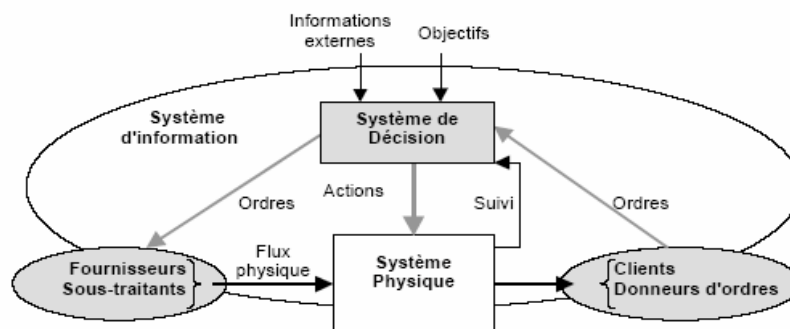 Informations
externes
Objectifs
Système
d'information
Système de
Décision
Ordres
Actions
Suivi
Ordres
Fournisseurs
Sous-traitants
Flux
physique
Système
Physique
Clients
Donneurs d'ordres